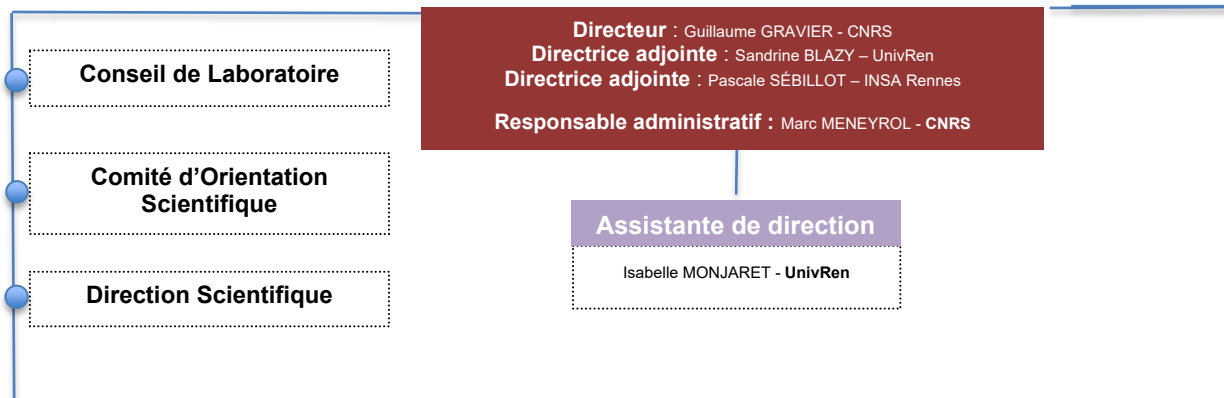 Directeur : Guillaume GRAVIER - CNRS
Directrice adjointe : Sandrine BLAZY – UnivRen
Directrice adjointe : Pascale SÉBILLOT – INSA Rennes
Responsable administratif : Marc MENEYROL - CNRS
Conseil de Laboratoire
Comité d'Orientation
Scientifique
Direction Scientifique
Assistante de direction
Isabelle MONJARET - UnivRen